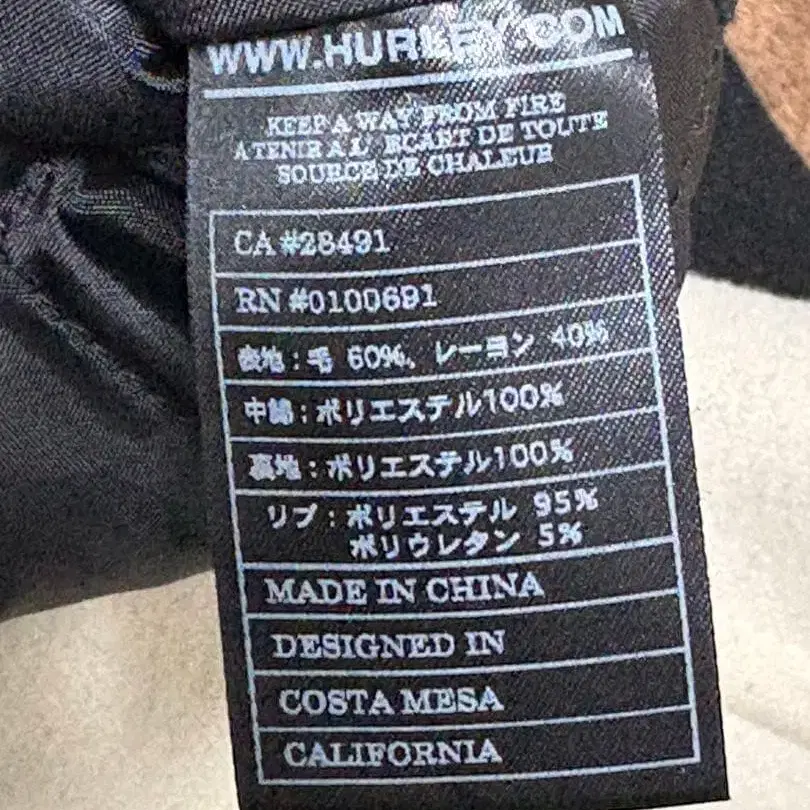 WWW.HURLEY.COM
KEEP A WAY FROM FIRE
A TENIR A L' ECART DE TOUTE
SOURCE DE CHALEUR
CA #28491
RN #0100691
表地 : 毛 60%、レーヨン 40%
中綿 : ポリエステル100%
裏地 : ポリエステル100%
リブ : ポリエステル 95%
ポリウレタン 5%
MADE IN CHINA
DESIGNED IN
COSTA MESA
CALIFORNIA